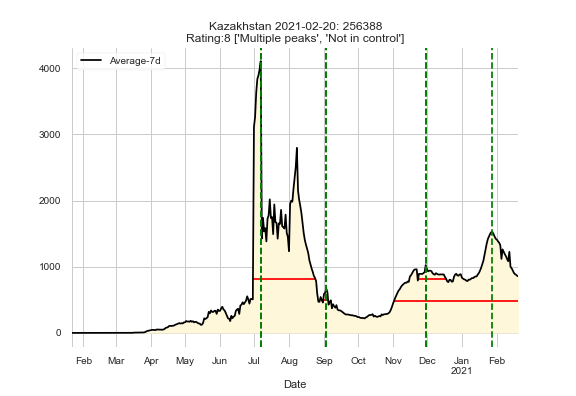 Kazakhstan 2021-02-20: 256388
Rating:8 ['Multiple peaks', 'Not in control']
Average-7d
4000
3000
2000
1000
0
Feb Mar Apr May Jun Jul Aug Sep Oct Nov Dec Jan Feb
2021
Date